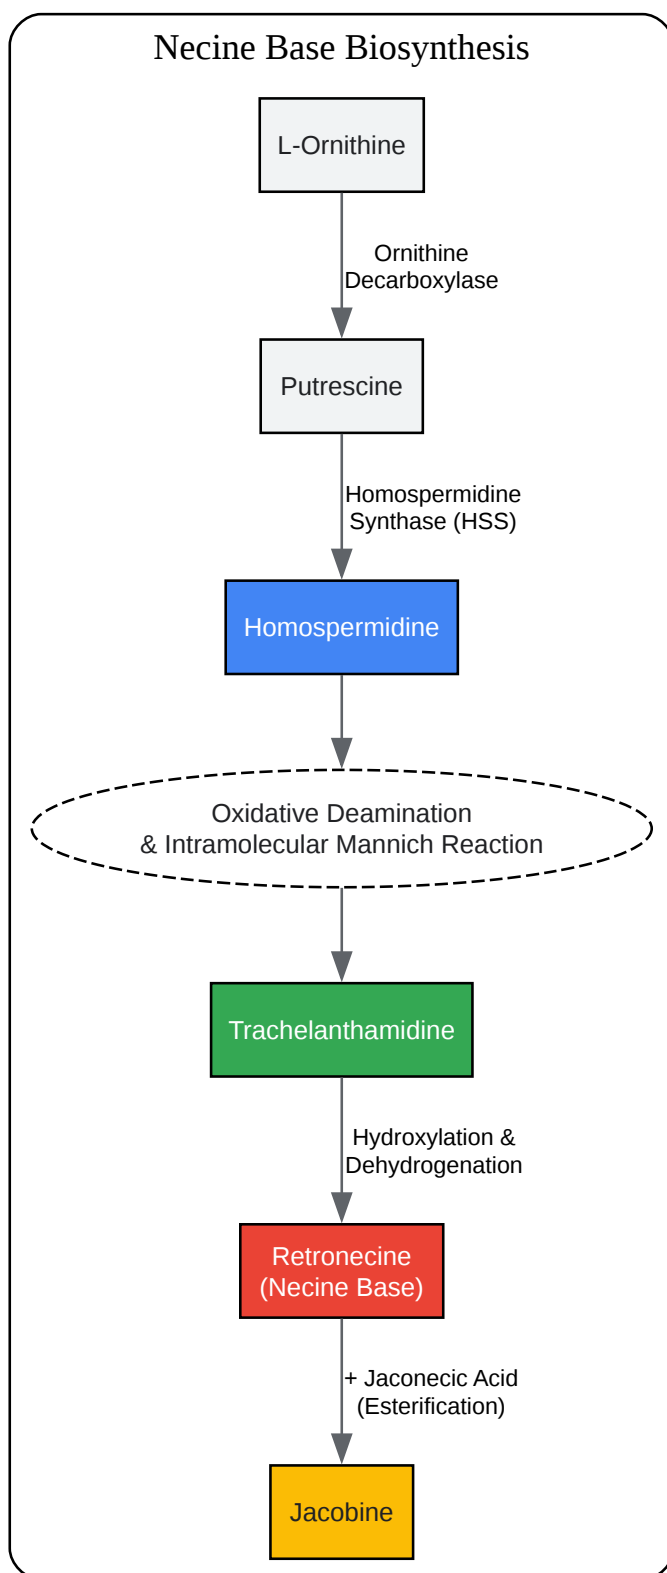 Necine Base Biosynthesis
L-Ornithine
Ornithine
Decarboxylase
Putrescine
Homospermidine
Synthase (HSS)
Homospermidine
Oxidative Deamination
& Intramolecular Mannich Reaction
Trachelanthamidine
Hydroxylation &
Dehydrogenation
Retronecine
(Necine Base)
+ Jaconecic Acid
(Esterification)
Jacobine